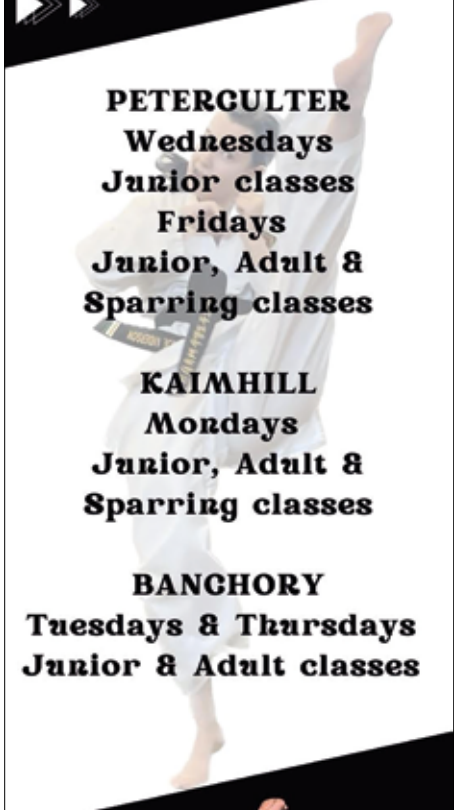 PETERCULTER
Wednesdays
Junior classes
Fridays
Junior, Adult &
Sparring classes
KAIMHILL
Mondays
Junior, Adult &
Sparring classes
BANCHORY
Tuesdays & Thursdays
Junior & Adult classes